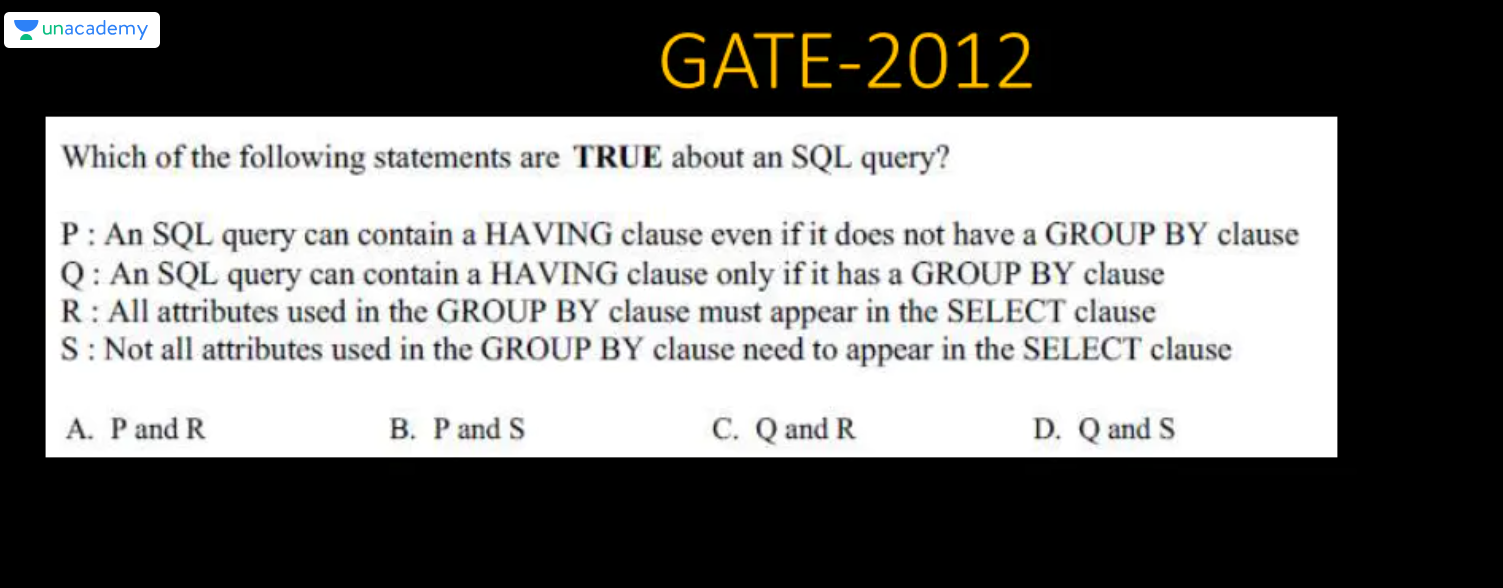 unacademy
GATE-2012
Which of the following statements are TRUE about an SQL query?
P : An SQL query can contain a HAVING clause even if it does not have a GROUP BY clause
Q : An SQL query can contain a HAVING clause only if it has a GROUP BY clause
R : All attributes used in the GROUP BY clause must appear in the SELECT clause
S : Not all attributes used in the GROUP BY clause need to appear in the SELECT clause
A. P and R B. P and S C. Q and R D. Q and S